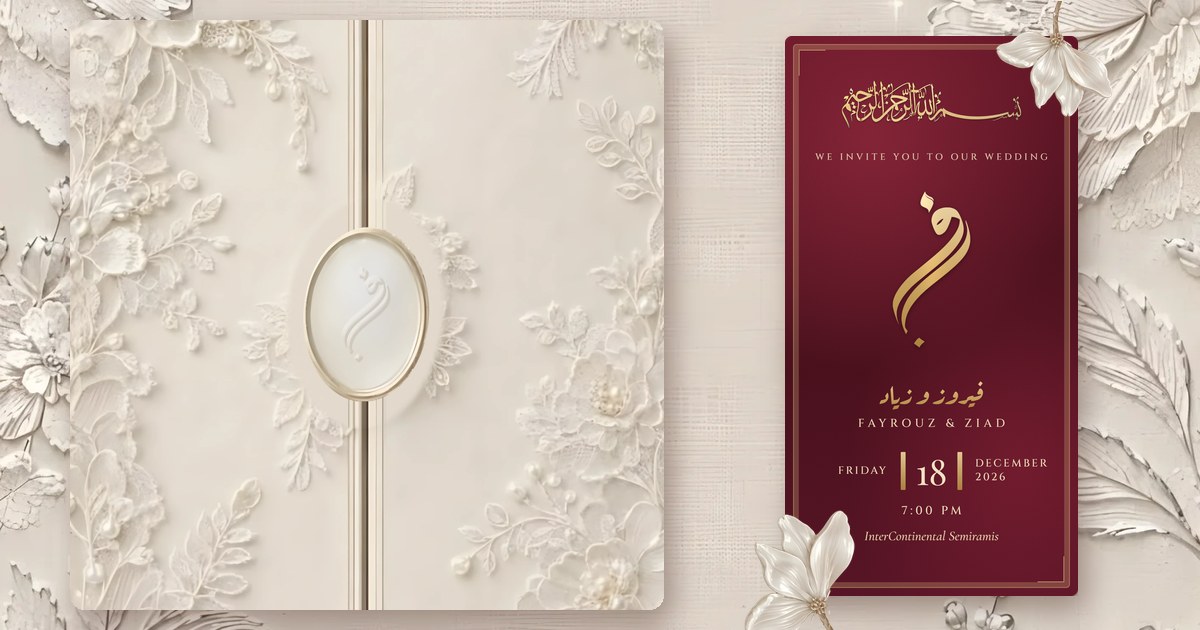 بسم الله الرحمن الرحيم
WE INVITE YOU TO OUR WEDDING
فيروز و زياد
FAYROUZ & ZIAD
FRIDAY 18 DECEMBER 2026
7:00 PM
InterContinental Semiramis